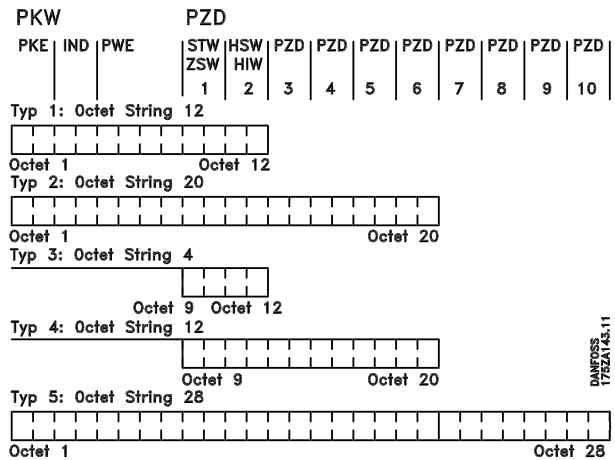 PKW PZD
PKE IND PWE STW HSW PZD PZD PZD PZD PZD PZD PZD PZD
ZSW HIW
1 2 3 4 5 6 7 8 9 10
Typ 1: Octet String 12
Octet 1 Octet 12
Typ 2: Octet String 20
Octet 1 Octet 20
Typ 3: Octet String 4
Octet 9 Octet 12
Typ 4: Octet String 12
Octet 9 Octet 20
Typ 5: Octet String 28
Octet 1 Octet 28
DANFOSS
175ZA143.11